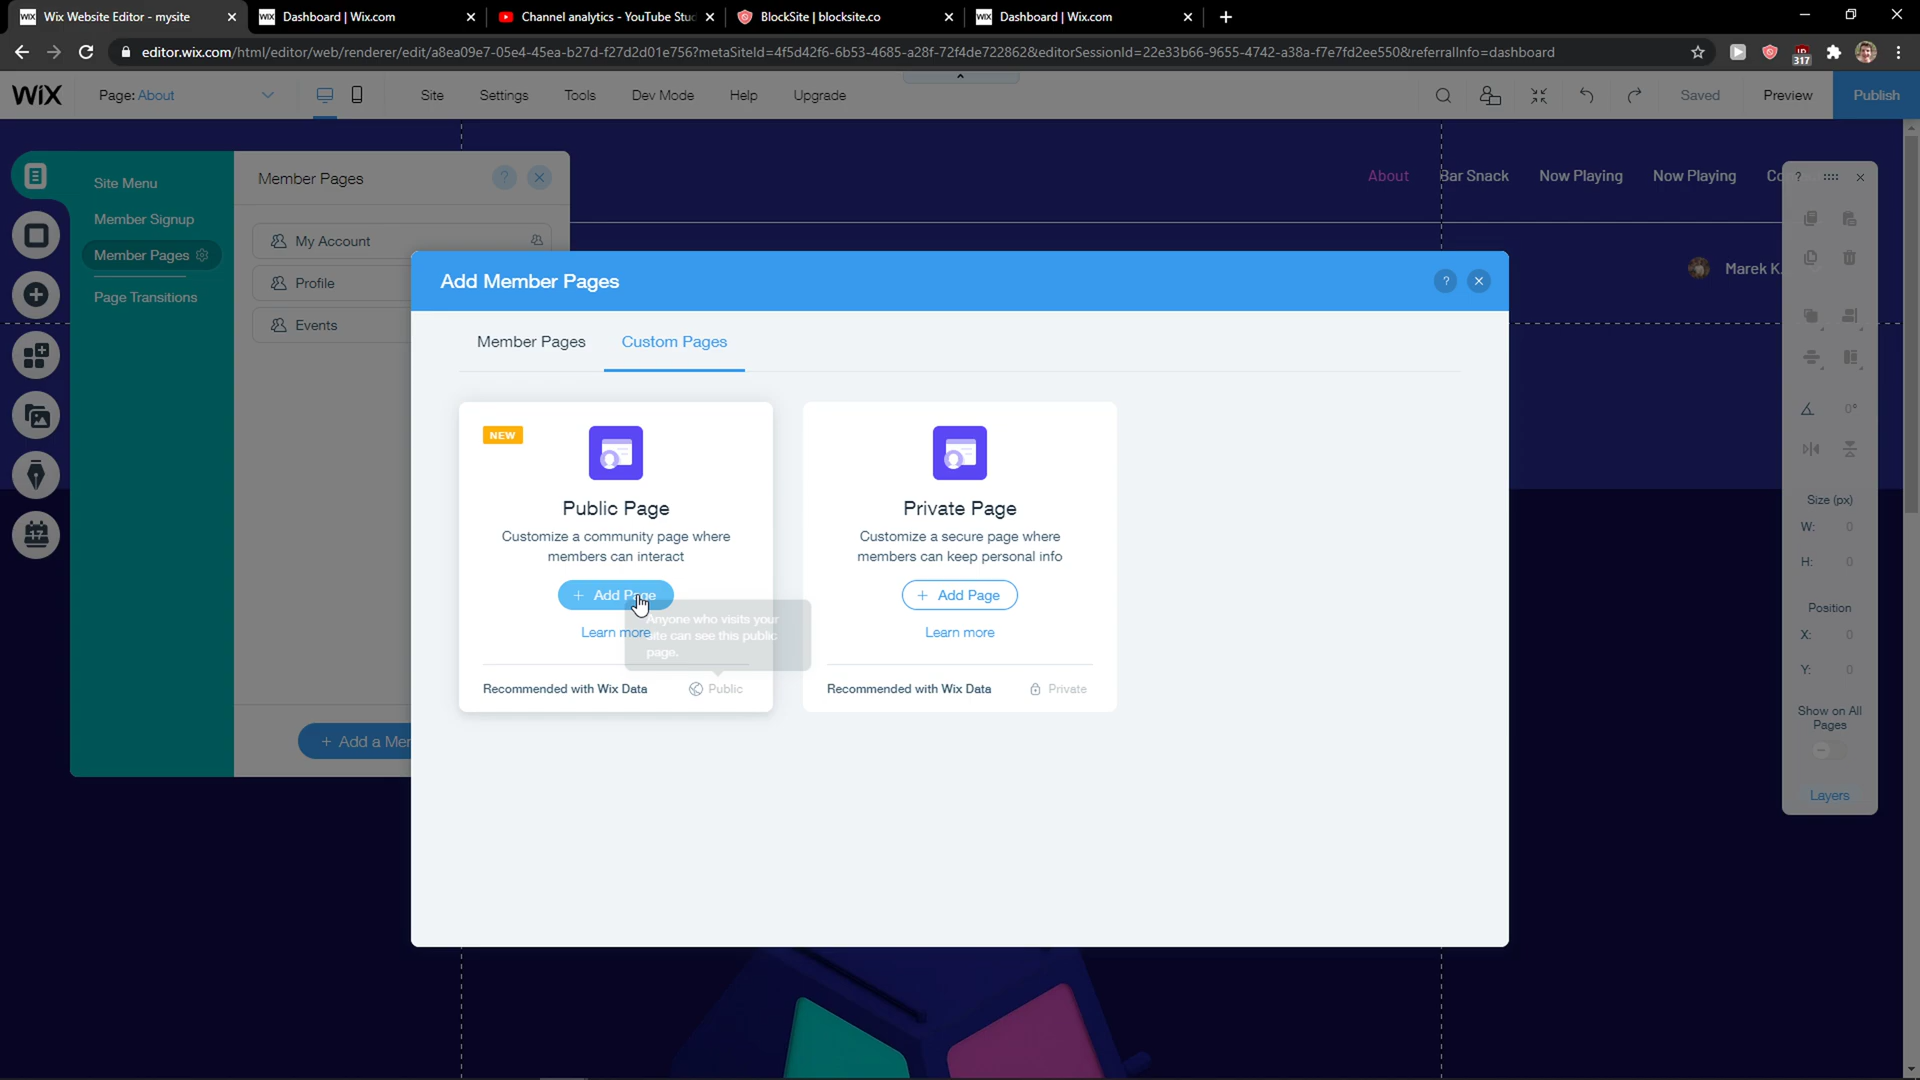 Wix Website Editor - mysite
Dashboard | Wix.com
Channel analytics - YouTube Stud
BlockSite | blocksite.co
Dashboard | Wix.com
editor.wix.com/html/editor/web/renderer/edit/a8ea09e7-05e4-45ea-b27d-f27d2d01e756?metaSiteId=4f5d42f6-6b53-4685-a28f-72f4de722862&editorSessionId=22e33b66-9655-4742-a38a-f7e7fd2ee550&referralInfo=dashboard
317
WiX
Page: About
Site
Settings
Tools
Dev Mode
Help
Upgrade
Saved
Preview
Publish
Site Menu
Member Signup
Member Pages
Page Transitions
17
Member Pages
?
My Account
Profile
Events
+ Add a Mer
About
Bar Snack
Now Playing
Now Playing
Co
Marek K.
Add Member Pages
?
Member Pages
Custom Pages
NEW
Public Page
Customize a community page where
members can interact
+ Add Page
Learn more
Anyone who visits your
site can see this public
page.
Recommended with Wix Data
Public
Private Page
Customize a secure page where
members can keep personal info
+ Add Page
Learn more
Recommended with Wix Data
Private
?
0°
Size (px)
W: 0
H: 0
Position
X: 0
Y: 0
Show on All
Pages
Layers